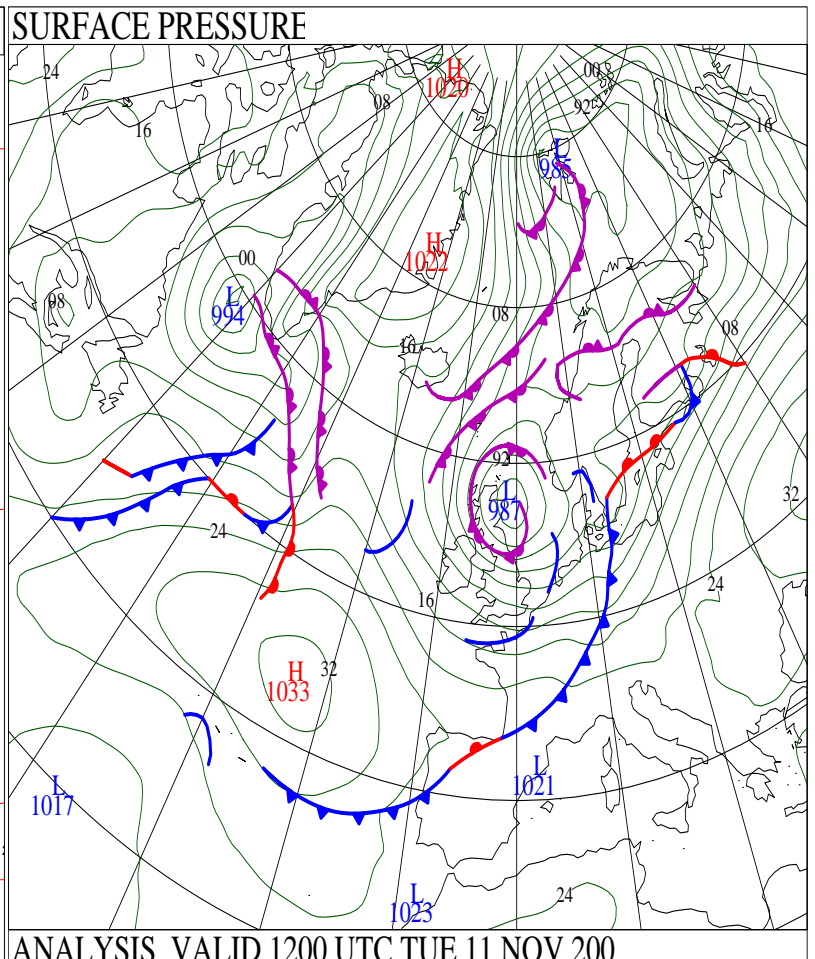 SURFACE PRESSURE
24
H
1020
00
08
92
16
16
L
985
H
1022
00
08
L
994
08
16
08
92
L
987
32
24
16
24
H
1033
32
L
1021
L
1017
24
L
1023
ANALYSIS VALID 1200 UTC TUE 11 NOV 200